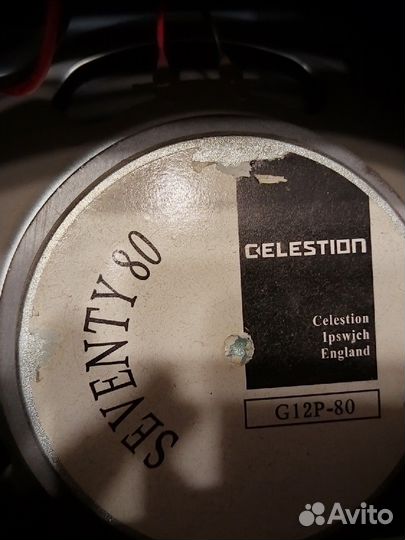 SEVENTY 80
CELESTION
Celestion
Ipswich
England
G12P-80
Avito